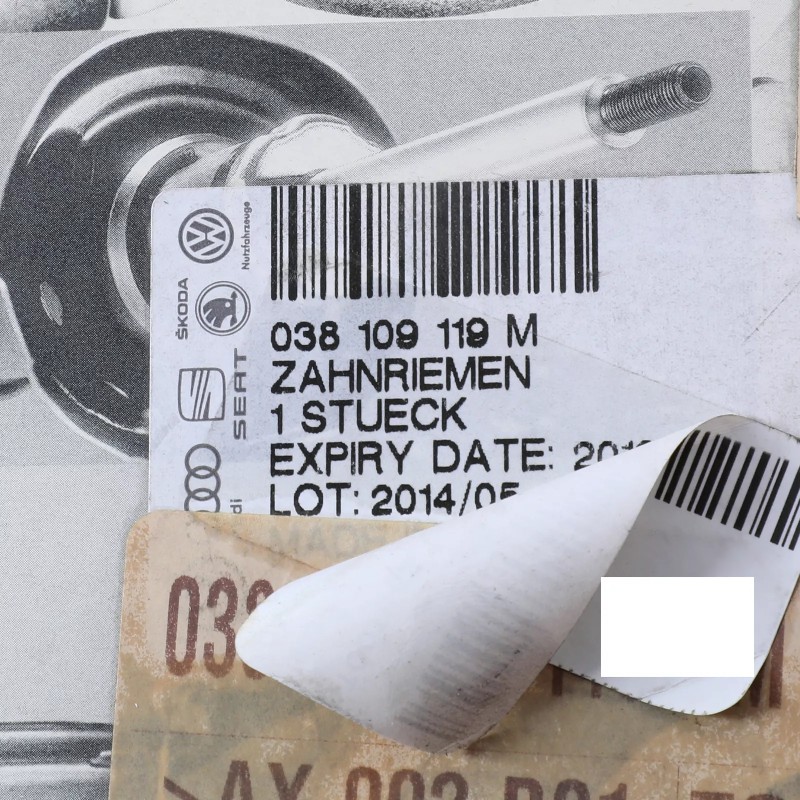 Nutzfahrzeuge
ŠKODA
SEAT
038 109 119 M
ZAHNRIEMEN
1 STUECK
EXPIRY DATE:
LOT: 2014/05